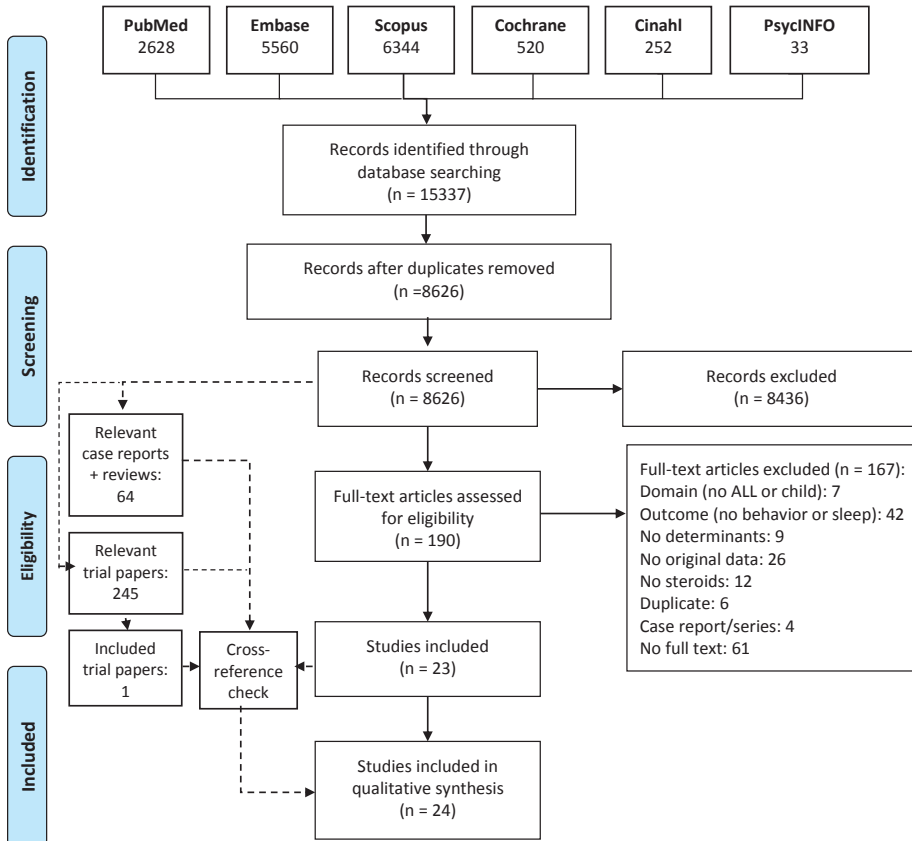 PubMed
2628
Embase
5560
Scopus
6344
Cochrane
520
Cinahl
252
PsycINFO
33
Identification
Records identified through
database searching
(n = 15337)
Records after duplicates removed
(n =8626)
Screening
Records screened
(n = 8626)
Records excluded
(n = 8436)
Relevant
case reports
+ reviews:
64
Eligibility
Full-text articles assessed
for eligibility
(n = 190)
Full-text articles excluded (n = 167):
Domain (no ALL or child): 7
Outcome (no behavior or sleep): 42
No determinants: 9
No original data: 26
No steroids: 12
Duplicate: 6
Case report/series: 4
No full text: 61
Relevant
trial papers:
245
Included
trial papers:
1
Cross-
reference
check
Studies included
(n = 23)
Included
Studies included in
qualitative synthesis
(n = 24)